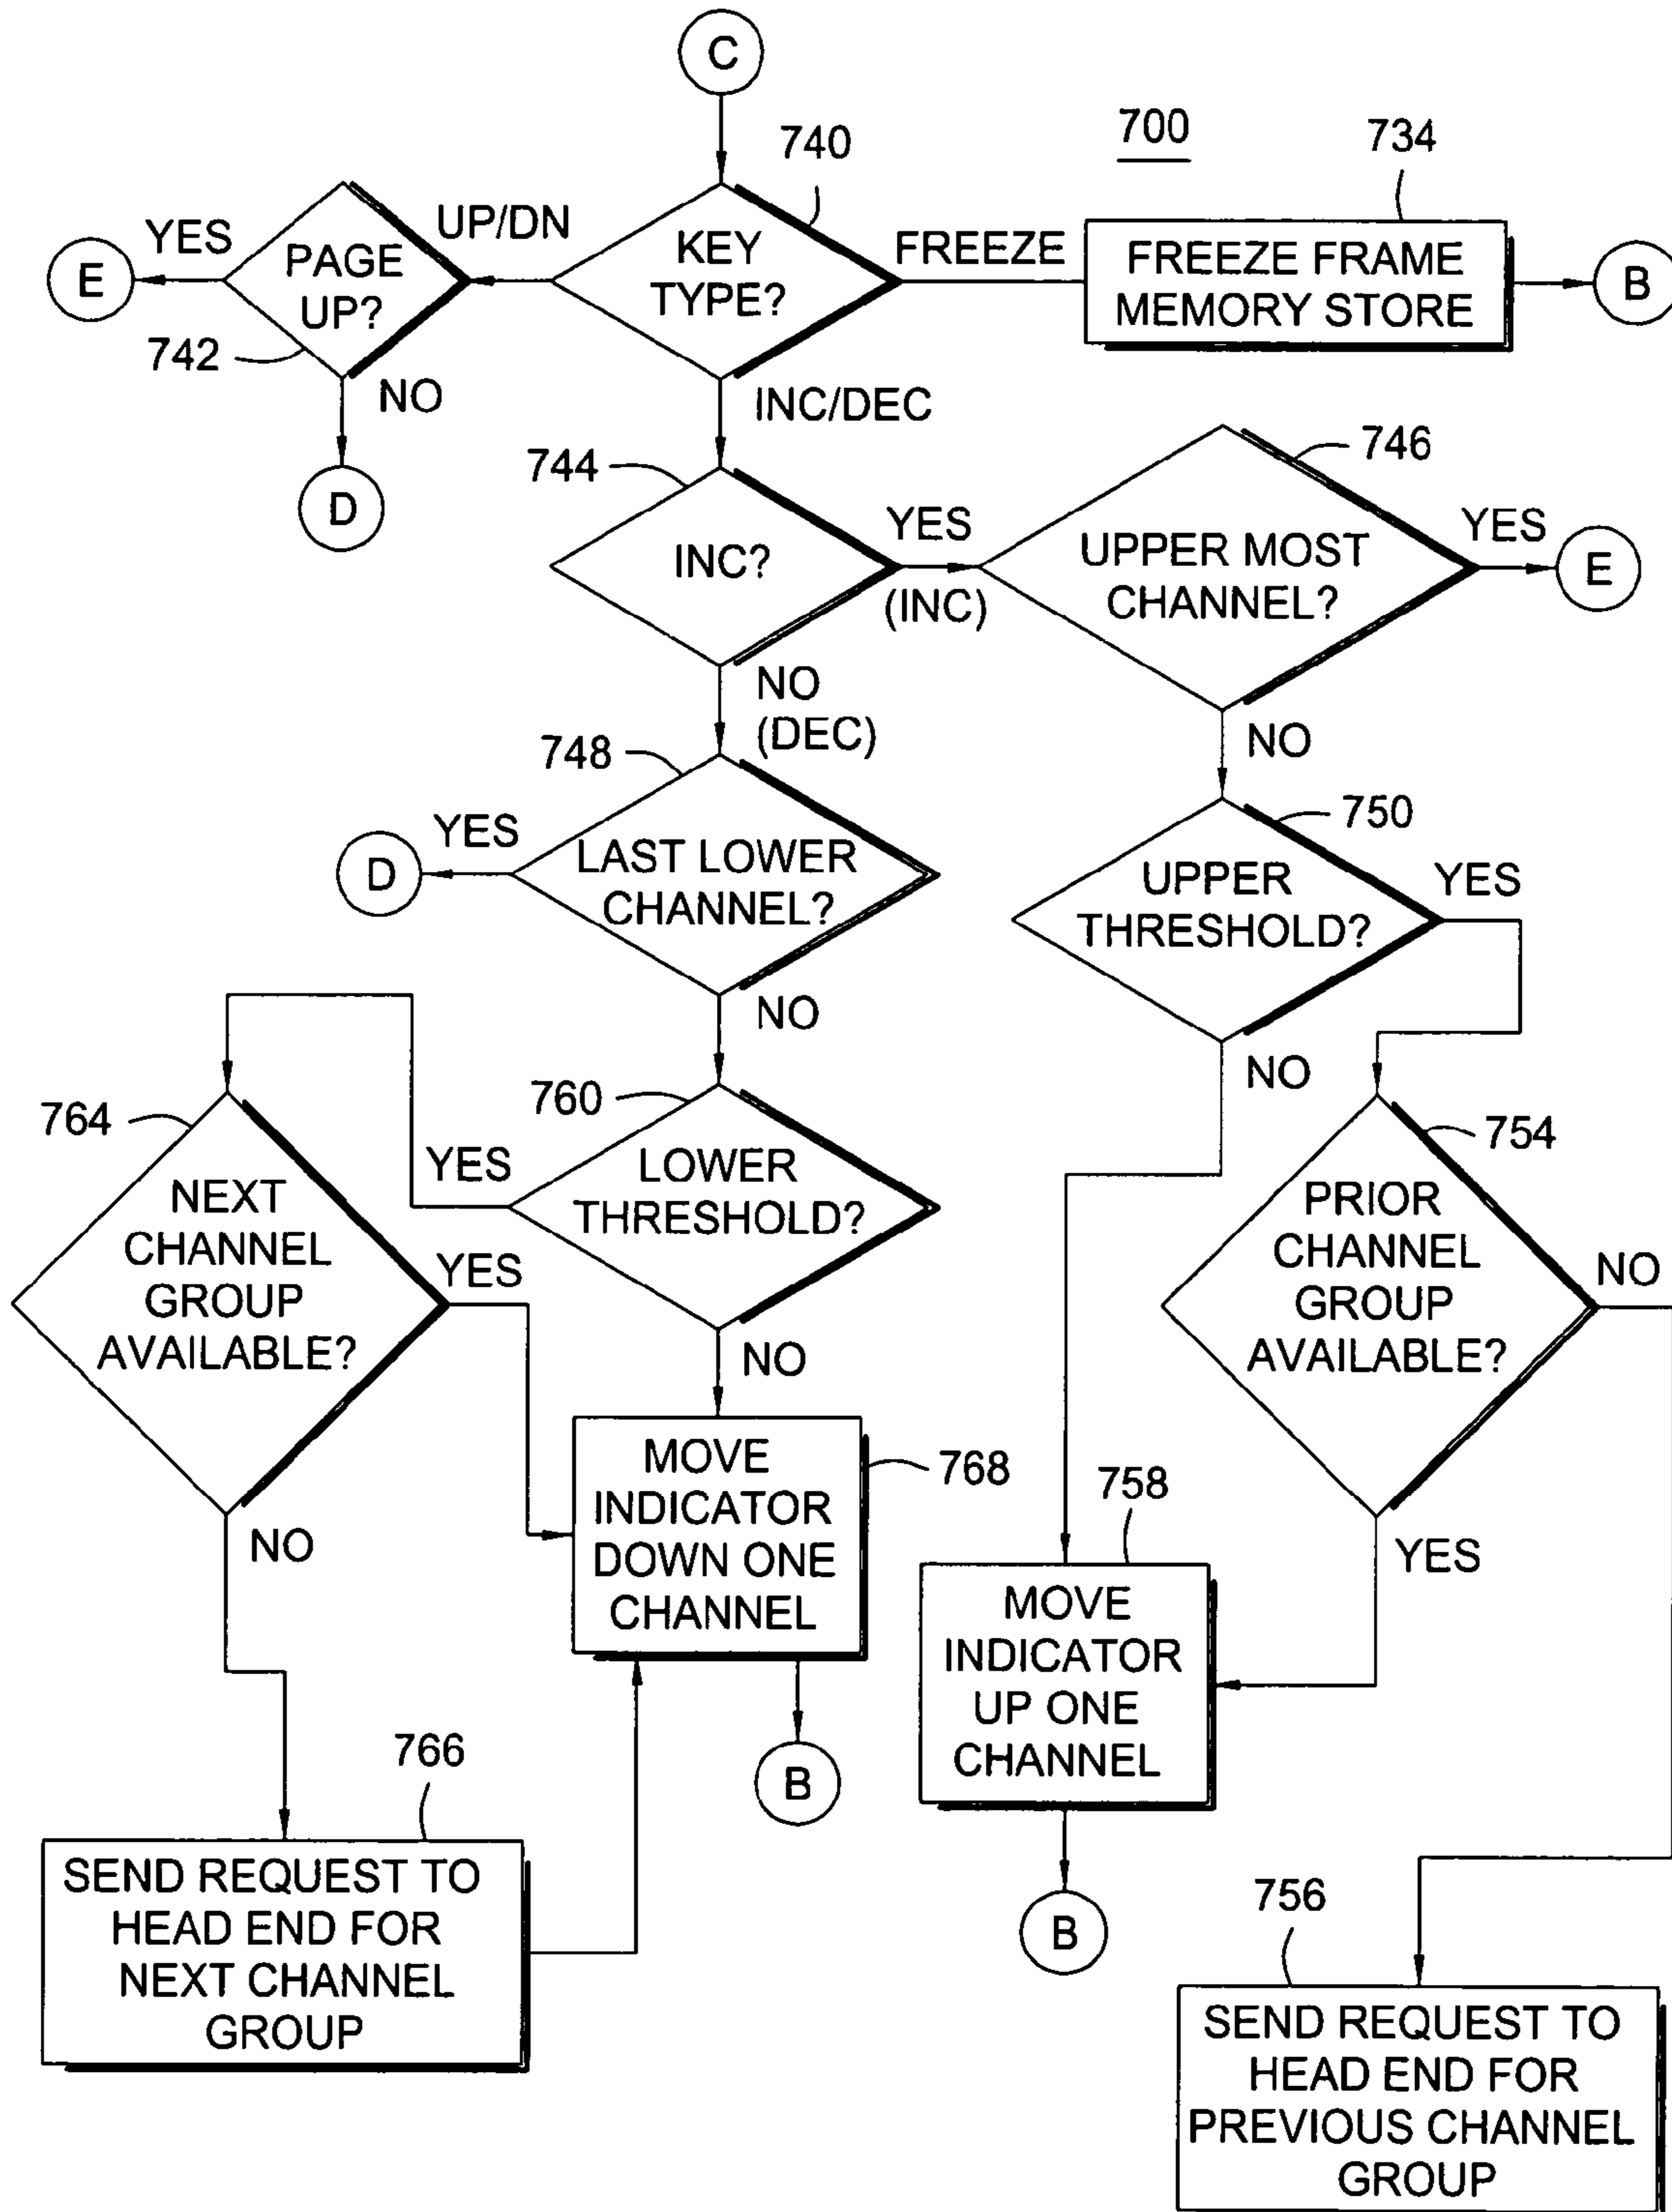 C
740
700
734
YES
UP/DN
PAGE
UP?
KEY
TYPE?
FREEZE
FREEZE FRAME
MEMORY STORE
E
B
742
NO
INC/DEC
D
744
746
INC?
YES
(INC)
UPPER MOST
CHANNEL?
YES
E
NO
(DEC)
NO
748
750
YES
D
LAST LOWER
CHANNEL?
UPPER
THRESHOLD?
YES
NO
NO
764
760
754
YES
LOWER
THRESHOLD?
NEXT
CHANNEL
GROUP
AVAILABLE?
YES
PRIOR
CHANNEL
GROUP
AVAILABLE?
NO
NO
NO
MOVE
INDICATOR
DOWN ONE
CHANNEL
768
758
YES
MOVE
INDICATOR
UP ONE
CHANNEL
766
B
SEND REQUEST TO
HEAD END FOR
NEXT CHANNEL
GROUP
B
756
SEND REQUEST TO
HEAD END FOR
PREVIOUS CHANNEL
GROUP